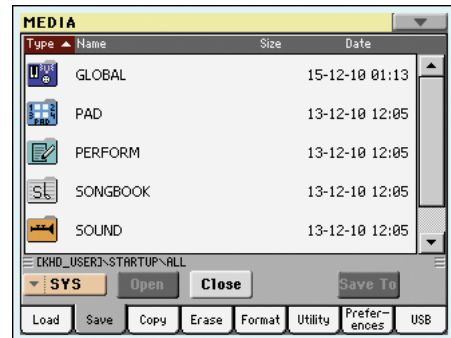 MEDIA
Type Name Size Date
GLOBAL 15-12-10 01:13
PAD 13-12-10 12:05
PERFORM 13-12-10 12:05
SONGBOOK 13-12-10 12:05
SOUND 13-12-10 12:05
[KHD_USER]\STARTUP\ALL
SYS Open Close Save To
Load Save Copy Erase Format Utility Prefer-ences USB